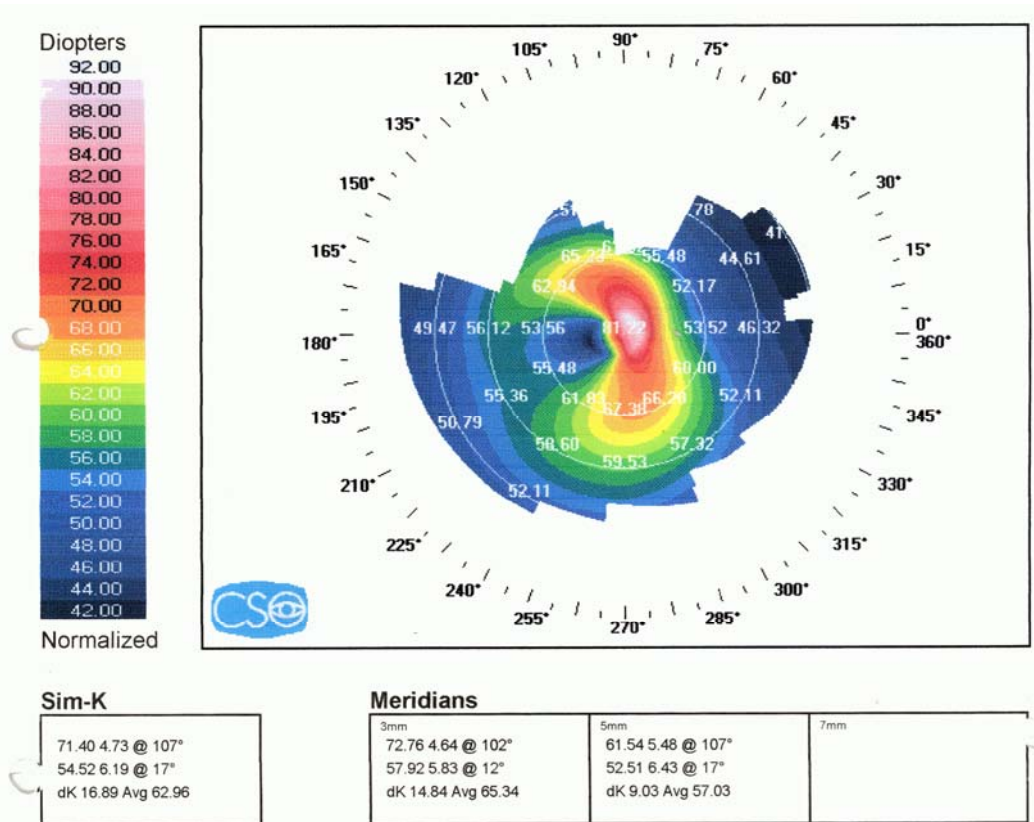 Diopters
92.00
90.00
88.00
86.00
84.00
82.00
80.00
78.00
76.00
74.00
72.00
70.00
68.00
66.00
64.00
62.00
60.00
58.00
56.00
54.00
52.00
50.00
48.00
46.00
44.00
42.00
Normalized
90°
105° 75°
120° 60°
135° 45°
150° 30°
165° 15°
180° 0°
360°
195° 345°
210° 330°
225° 315°
240° 300°
255° 285°
270°
51 78
41
65.23 55.48 44.61
62.94 52.17
49.47 56.12 53.56 81.22 53.52 46.32
55.48 60.00
55.36 61.83 66.20 52.11
67.38
50.79
58.60 57.32
59.53
52.11
CSO
Sim-K
71.40 4.73 @ 107°
54.52 6.19 @ 17°
dK 16.89 Avg 62.96
Meridians
3mm
72.76 4.64 @ 102°
57.92 5.83 @ 12°
dK 14.84 Avg 65.34
5mm
61.54 5.48 @ 107°
52.51 6.43 @ 17°
dK 9.03 Avg 57.03
7mm